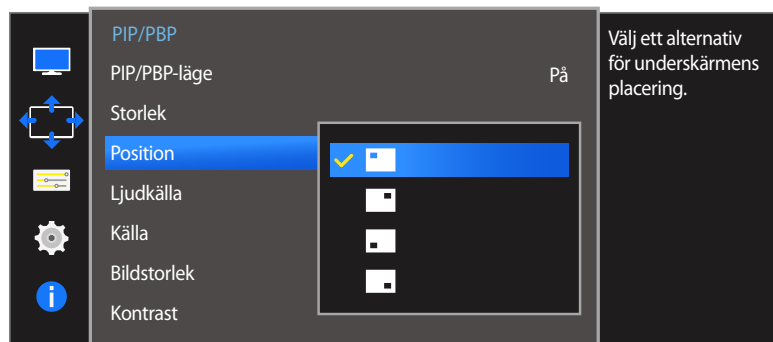 PIP/PBP
PIP/PBP-läge På
Storlek
Position
Ljudkälla
Källa
Bildstorlek
Kontrast
Välj ett alternativ
för underskärmens
placering.